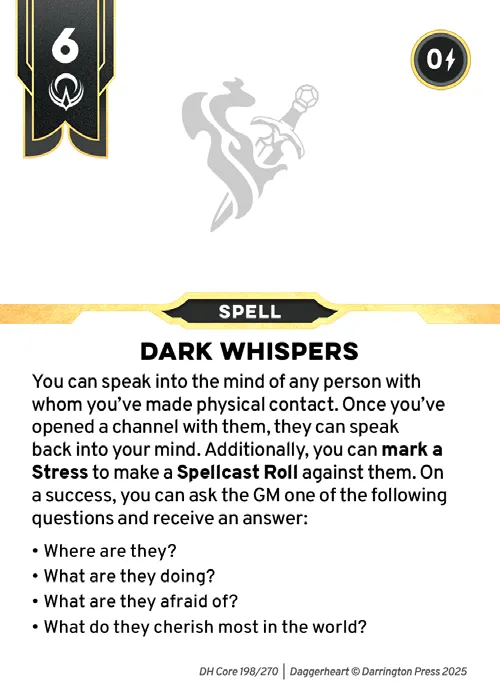 6
0
SPELL
DARK WHISPERS
You can speak into the mind of any person with
whom you’ve made physical contact. Once you’ve
opened a channel with them, they can speak
back into your mind. Additionally, you can mark a
Stress to make a Spellcast Roll against them. On
a success, you can ask the GM one of the following
questions and receive an answer:
• Where are they?
• What are they doing?
• What are they afraid of?
• What do they cherish most in the world?
DH Core 198/270 | Daggerheart © Darrington Press 2025